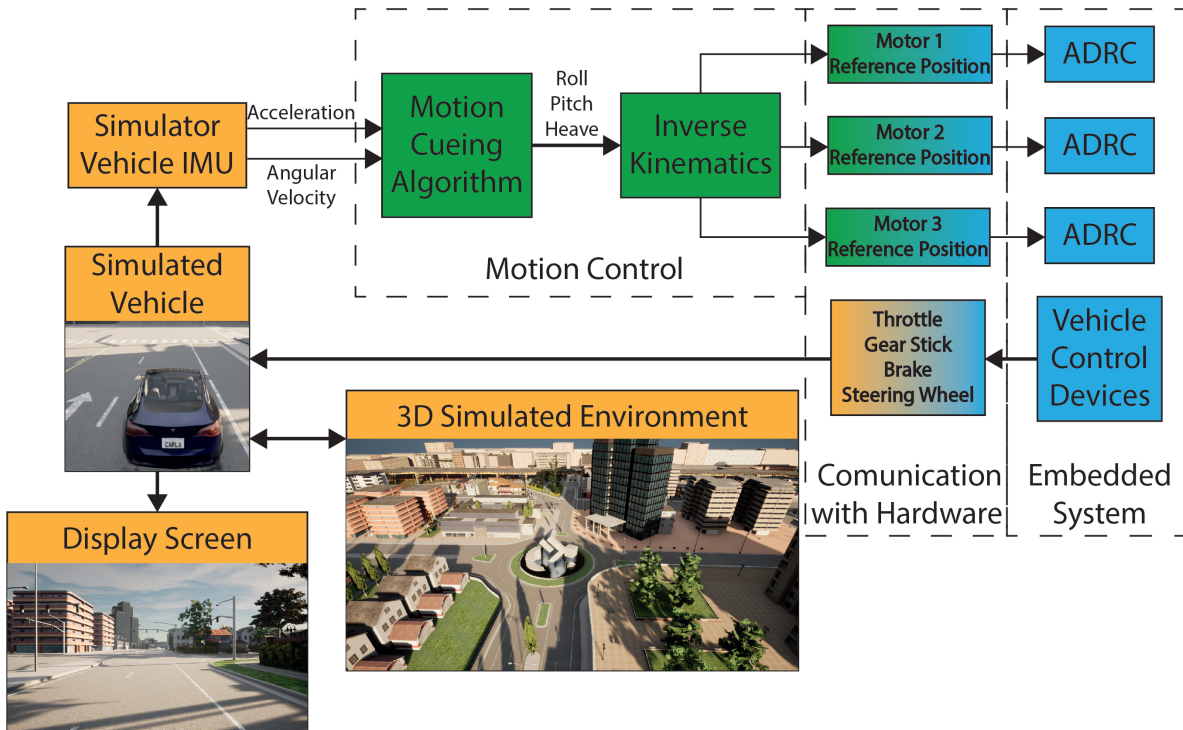 Simulator
Vehicle IMU
Acceleration
Angular
Velocity
Motion
Cueing
Algorithm
Roll
Pitch
Heave
Inverse
Kinematics
Motion Control
Motor 1
Reference Position
ADRC
Motor 2
Reference Position
ADRC
Motor 3
Reference Position
ADRC
Simulated
Vehicle
CARLA
Throttle
Gear Stick
Brake
Steering Wheel
Vehicle
Control
Devices
3D Simulated Environment
Comunication
with Hardware
Embedded
System
Display Screen